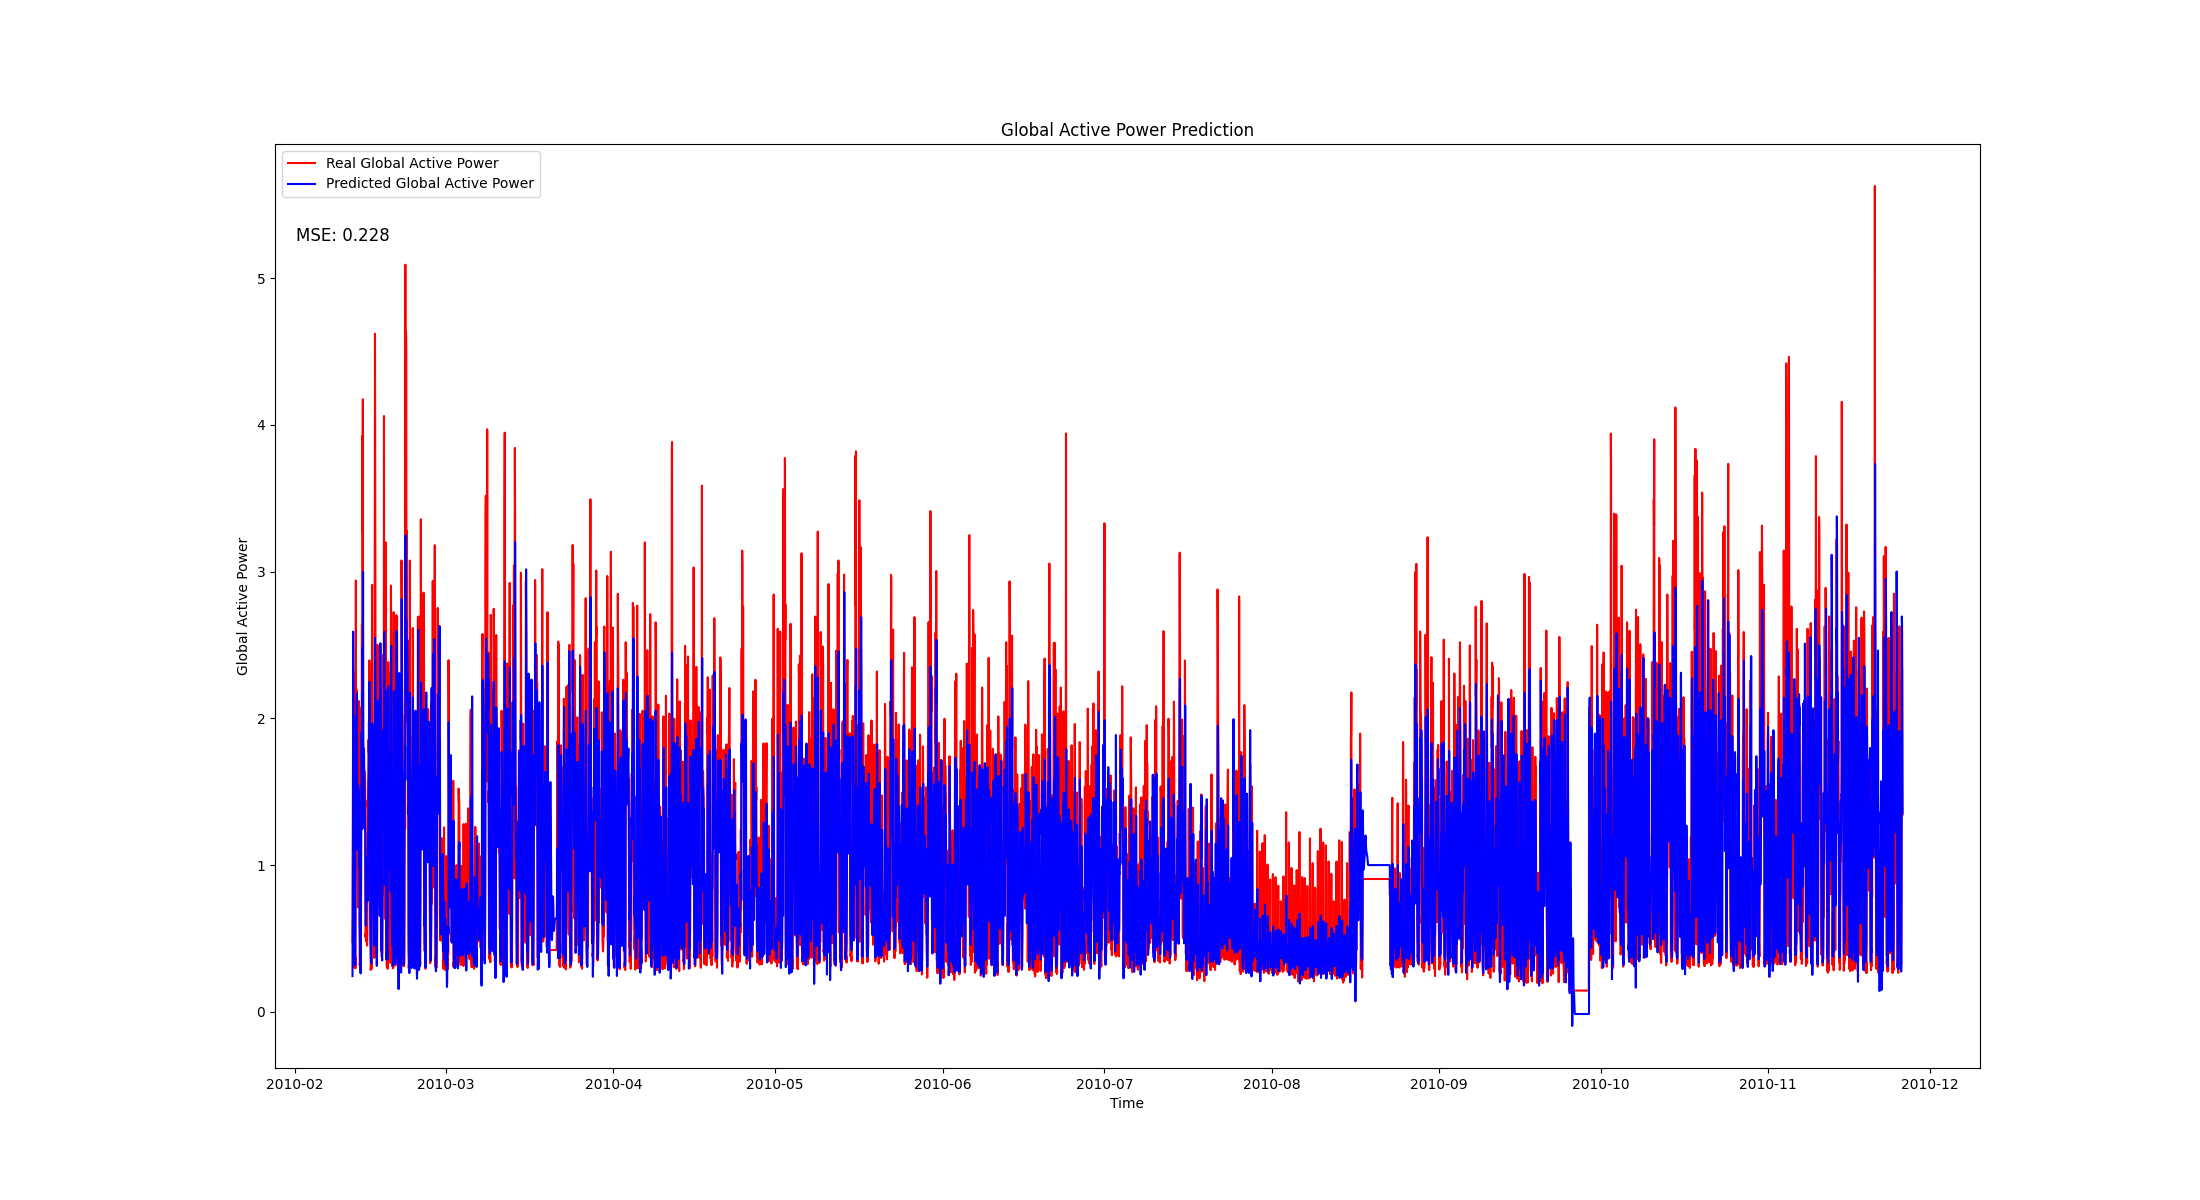 Global Active Power Prediction
Real Global Active Power
Predicted Global Active Power
MSE: 0.228
Global Active Power
5
4
3
2
1
0
2010-02
2010-03
2010-04
2010-05
2010-06
2010-07
2010-08
2010-09
2010-10
2010-11
2010-12
Time